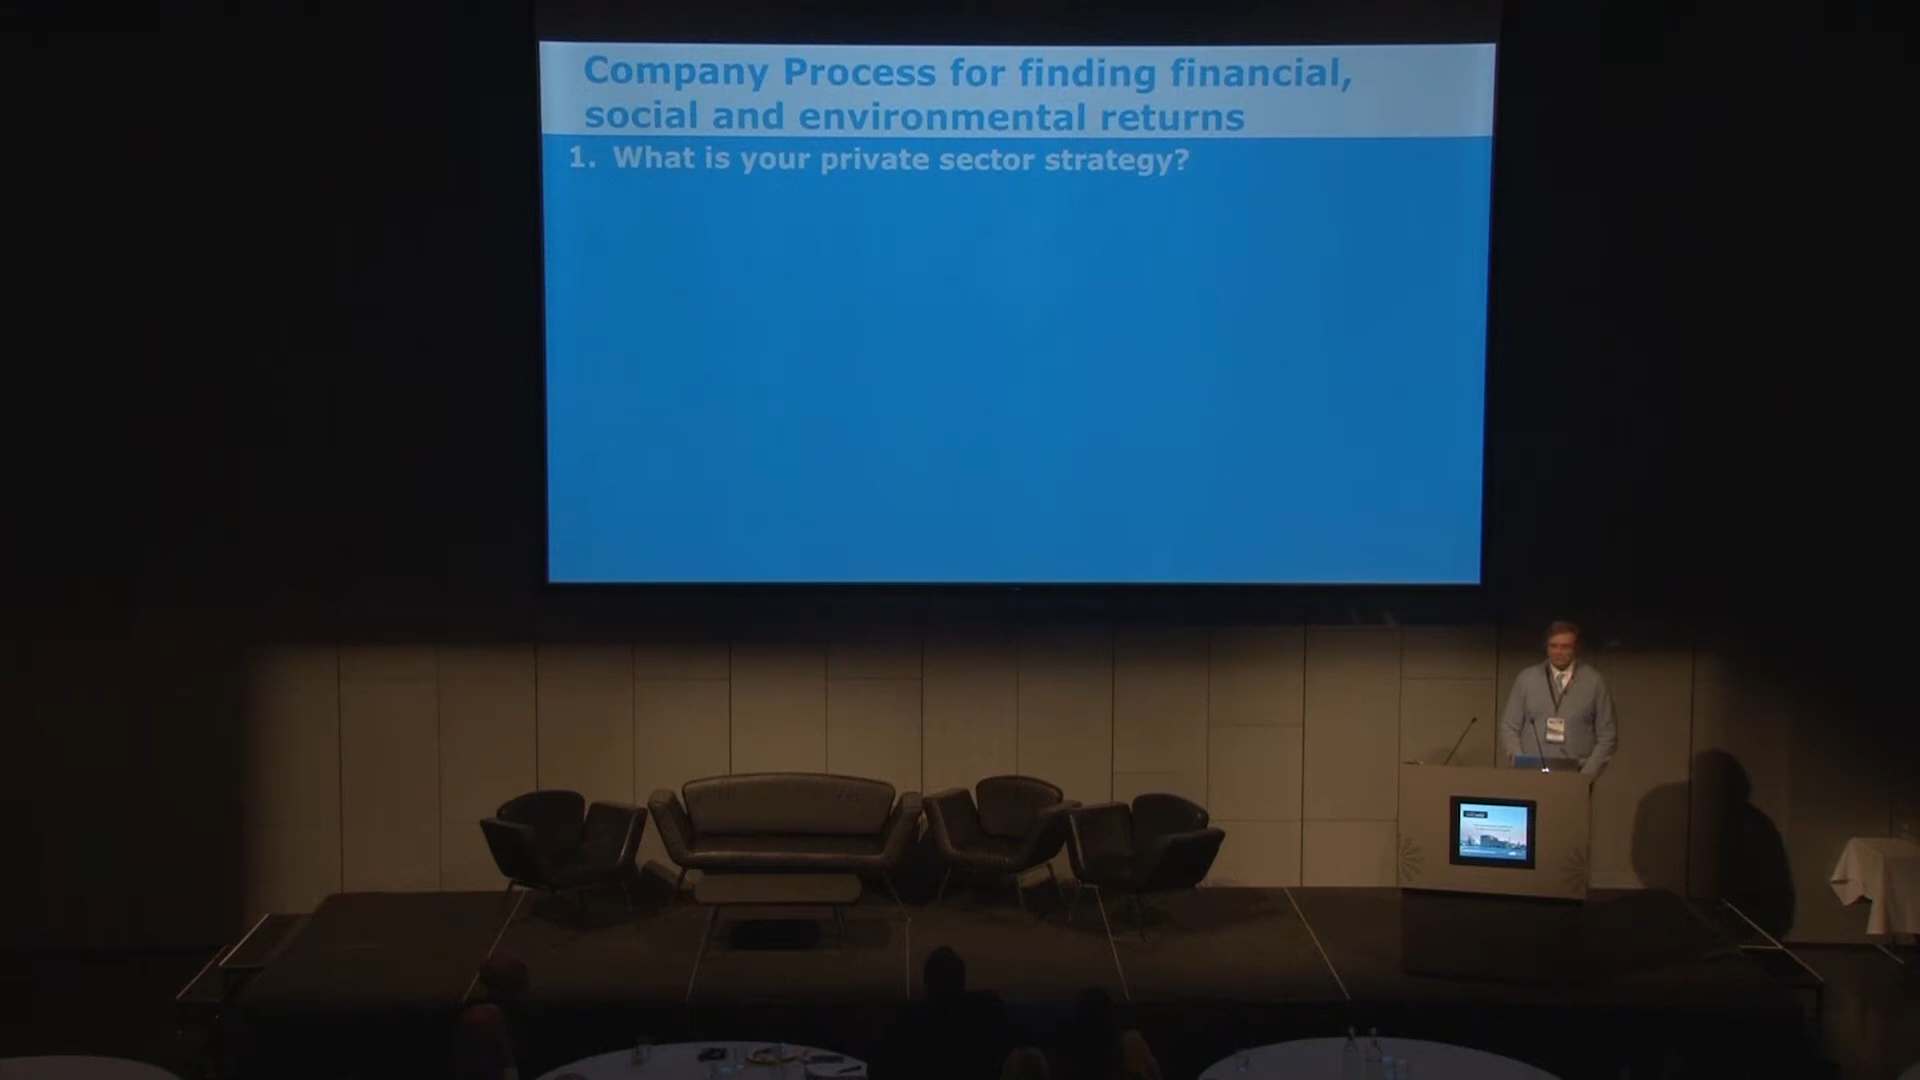 Company Process for finding financial,
social and environmental returns
1. What is your private sector strategy?